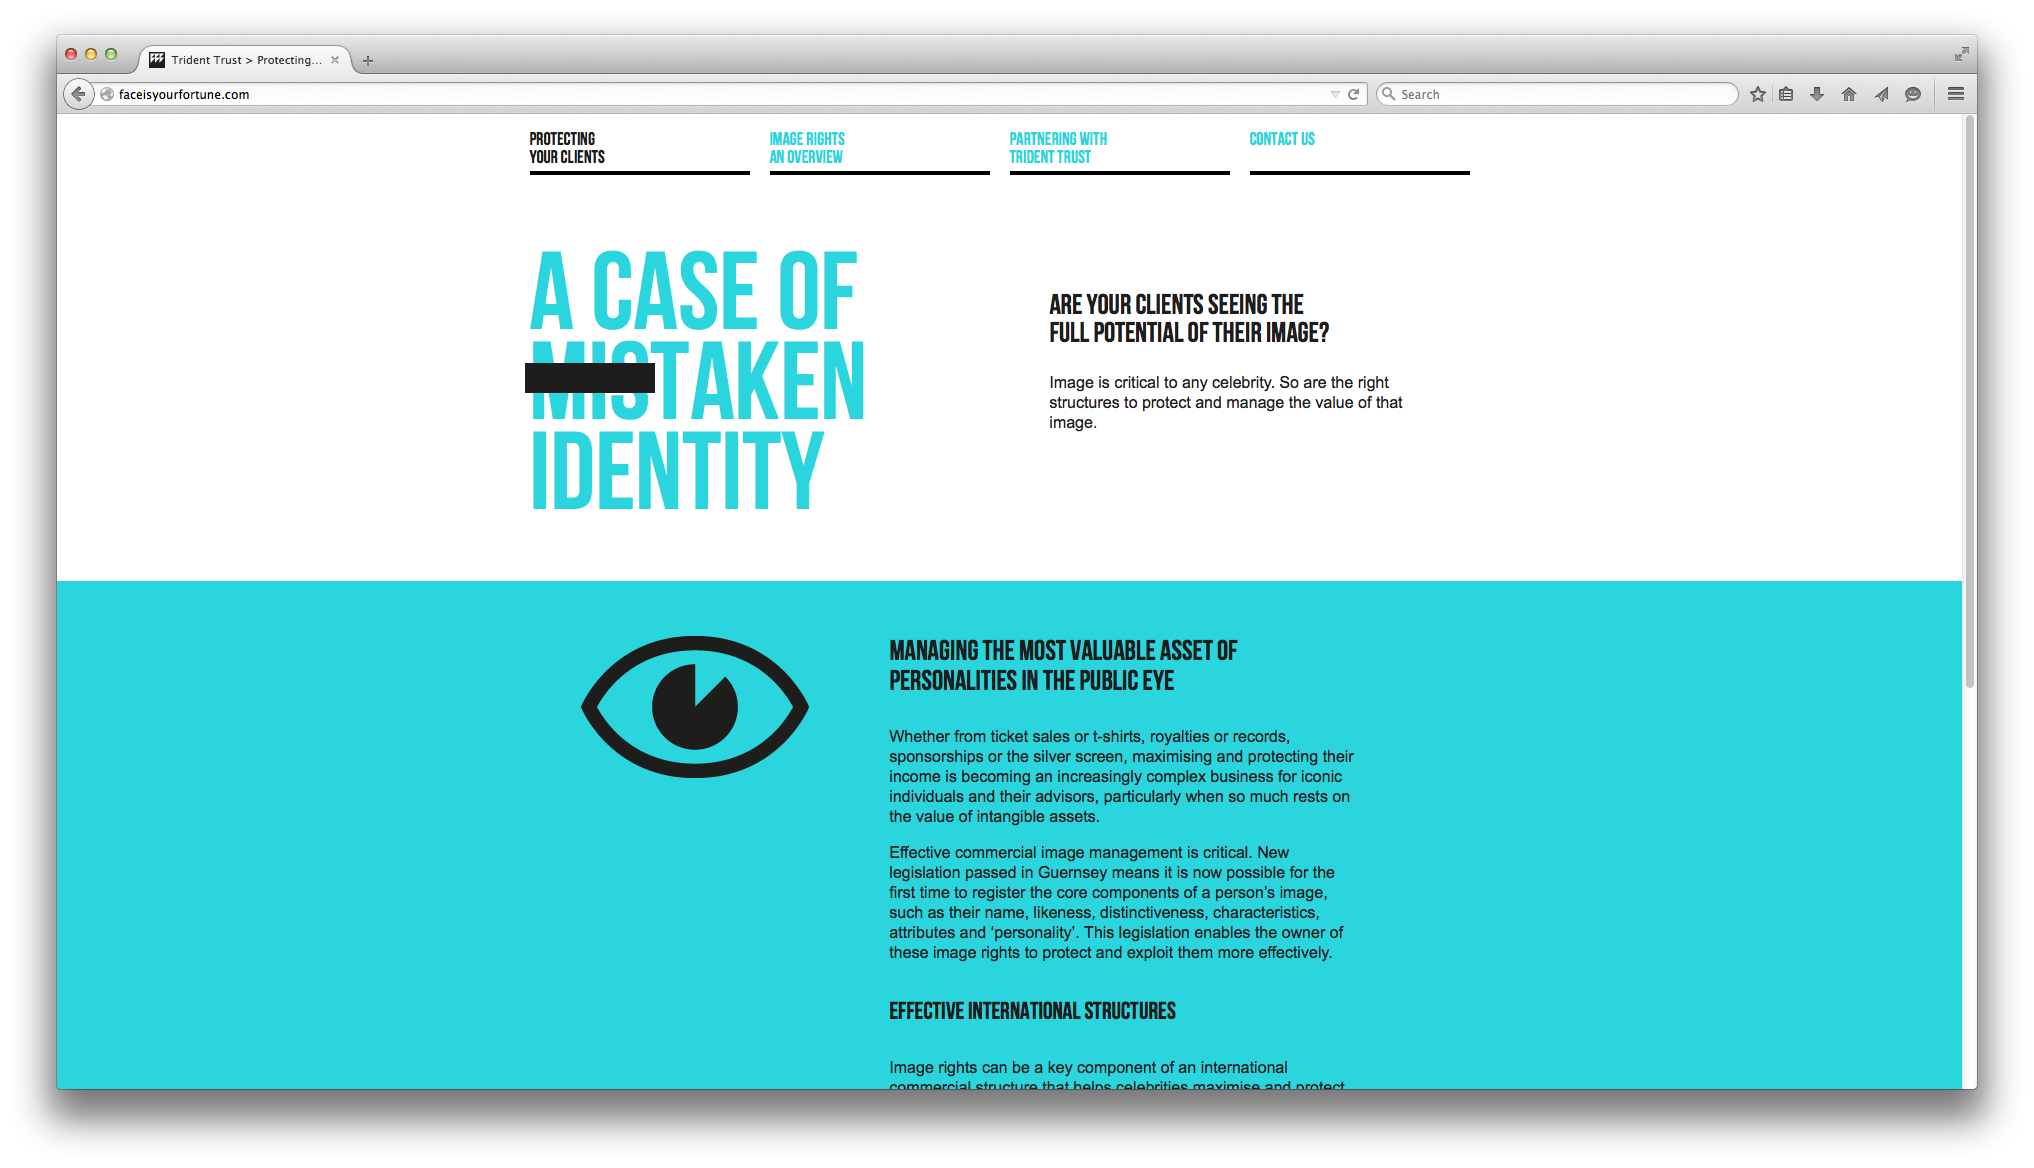 Trident Trust > Protecting...
faceisyourfortune.com
Search
PROTECTING
YOUR CLIENTS
IMAGE RIGHTS
AN OVERVIEW
PARTNERING WITH
TRIDENT TRUST
CONTACT US
A CASE OF
MISTAKEN
IDENTITY
ARE YOUR CLIENTS SEEING THE
FULL POTENTIAL OF THEIR IMAGE?
Image is critical to any celebrity. So are the right
structures to protect and manage the value of that
image.
MANAGING THE MOST VALUABLE ASSET OF
PERSONALITIES IN THE PUBLIC EYE
Whether from ticket sales or t-shirts, royalties or records,
sponsorships or the silver screen, maximising and protecting their
income is becoming an increasingly complex business for iconic
individuals and their advisors, particularly when so much rests on
the value of intangible assets.
Effective commercial image management is critical. New
legislation passed in Guernsey means it is now possible for the
first time to register the core components of a person's image,
such as their name, likeness, distinctiveness, characteristics,
attributes and ‘personality’. This legislation enables the owner of
these image rights to protect and exploit them more effectively.
EFFECTIVE INTERNATIONAL STRUCTURES
Image rights can be a key component of an international
commercial structure that helps celebrities maximise and protect